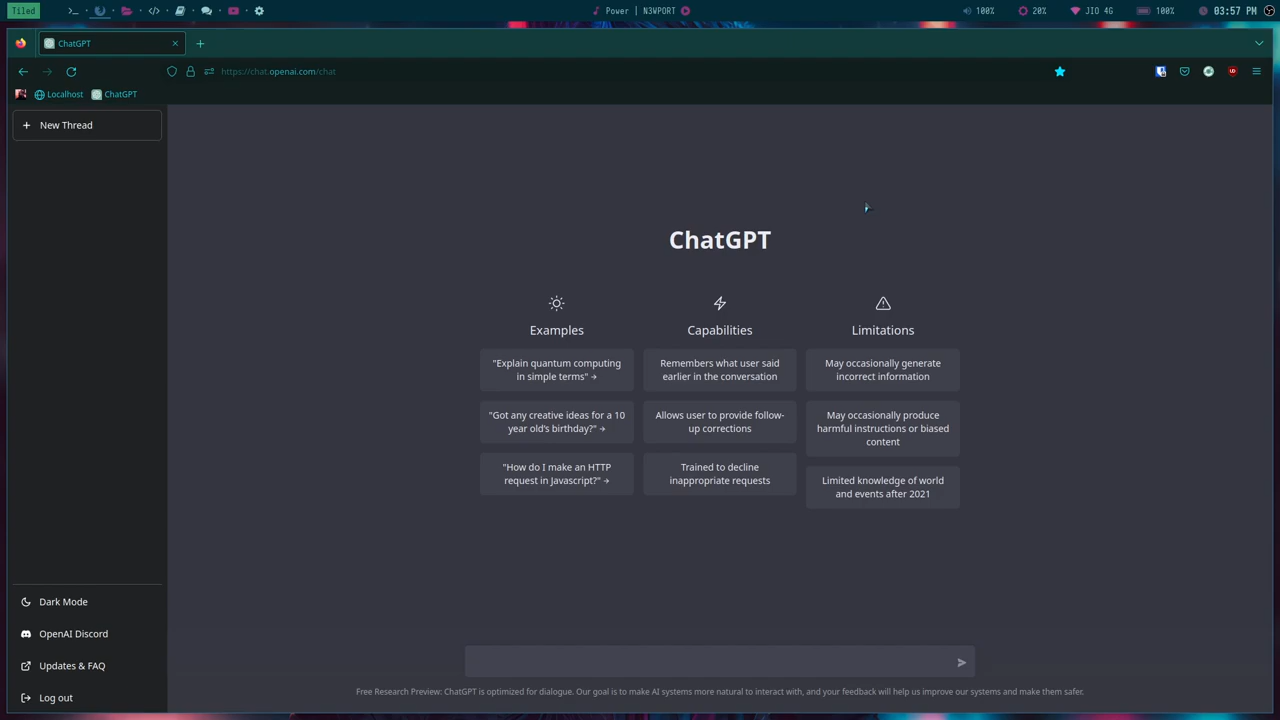 Tiled
Power | N3WPORT
100%
20%
JIO 4G
100%
03:57 PM
ChatGPT
https://chat.openai.com/chat
Localhost
ChatGPT
New Thread
ChatGPT
Examples
"Explain quantum computing
in simple terms" →
"Got any creative ideas for a 10
year old's birthday?" →
"How do I make an HTTP
request in Javascript?" →
Capabilities
Remembers what user said
earlier in the conversation
Allows user to provide follow-
up corrections
Trained to decline
inappropriate requests
Limitations
May occasionally generate
incorrect information
May occasionally produce
harmful instructions or biased
content
Limited knowledge of world
and events after 2021
Dark Mode
OpenAI Discord
Updates & FAQ
Log out
Free Research Preview: ChatGPT is optimized for dialogue. Our goal is to make AI systems more natural to interact with, and your feedback will help us improve our systems and make them safer.